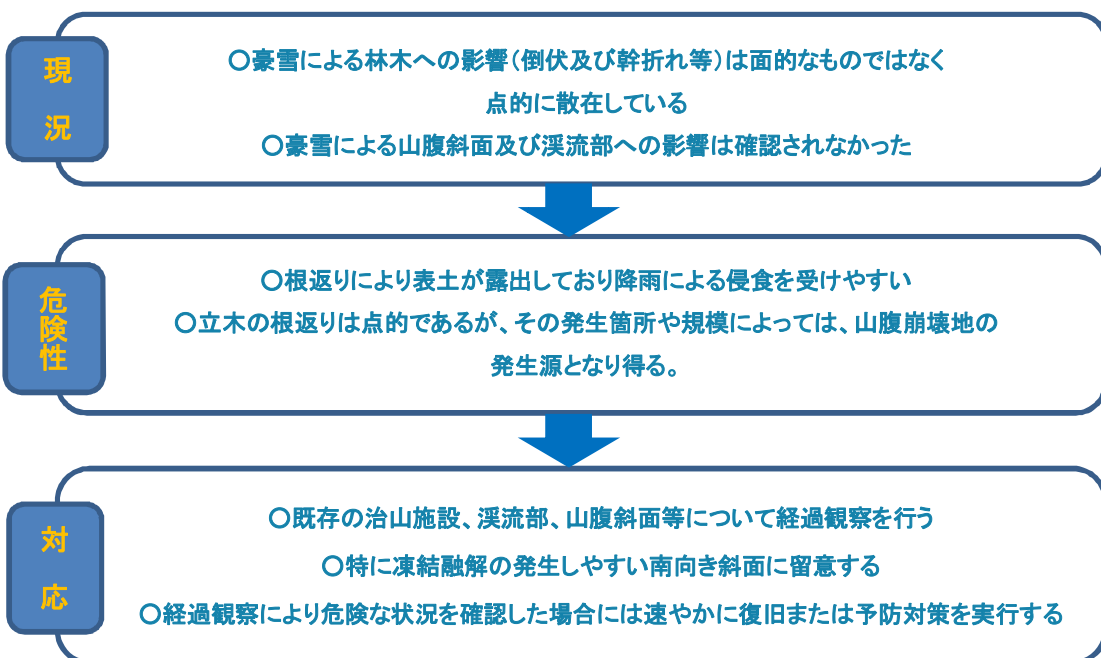 現況
○豪雪による林木への影響(倒伏及び幹折れ等)は面的なものではなく
点的に散在している
○豪雪による山腹斜面及び渓流部への影響は確認されなかった
危険性
○根返りにより表土が露出しており降雨による侵食を受けやすい
○立木の根返りは点的であるが、その発生箇所や規模によっては、山腹崩壊地の
発生源となり得る。
対応
○既存の治山施設、渓流部、山腹斜面等について経過観察を行う
○特に凍結融解の発生しやすい南向き斜面に留意する
○経過観察により危険な状況を確認した場合には速やかに復旧または予防対策を実行する